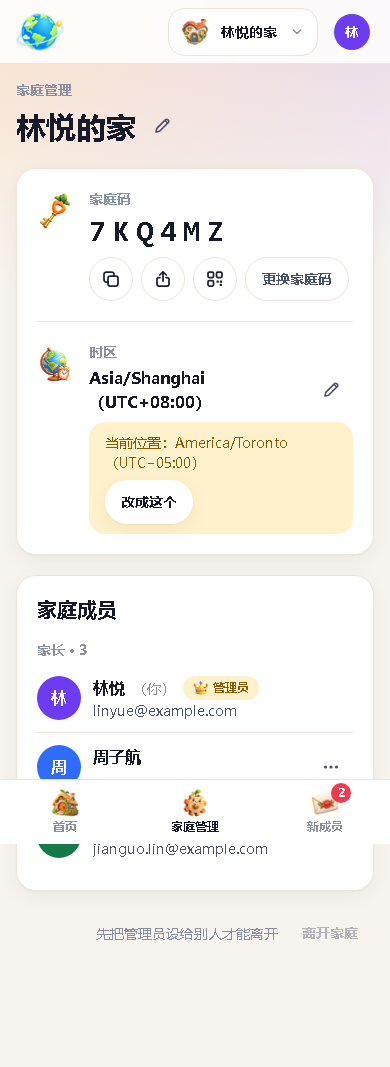 林悦的家
林
家庭管理
林悦的家
家庭码
7KQ4MZ
更换家庭码
时区
Asia/Shanghai
（UTC+08:00）
当前位置：America/Toronto
（UTC−05:00）
改成这个
家庭成员
家长 • 3
林
林悦 （你） 管理员
linyue@example.com
周
周子航
首页
家庭管理
新成员
2
jianguo.lin@example.com
先把管理员设给别人才能离开
离开家庭